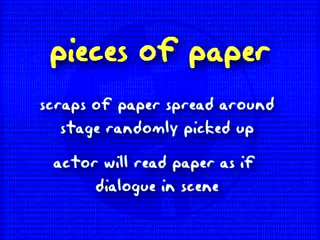 pieces of paper
scraps of paper spread around
stage randomly picked up
actor will read paper as if
dialogue in scene